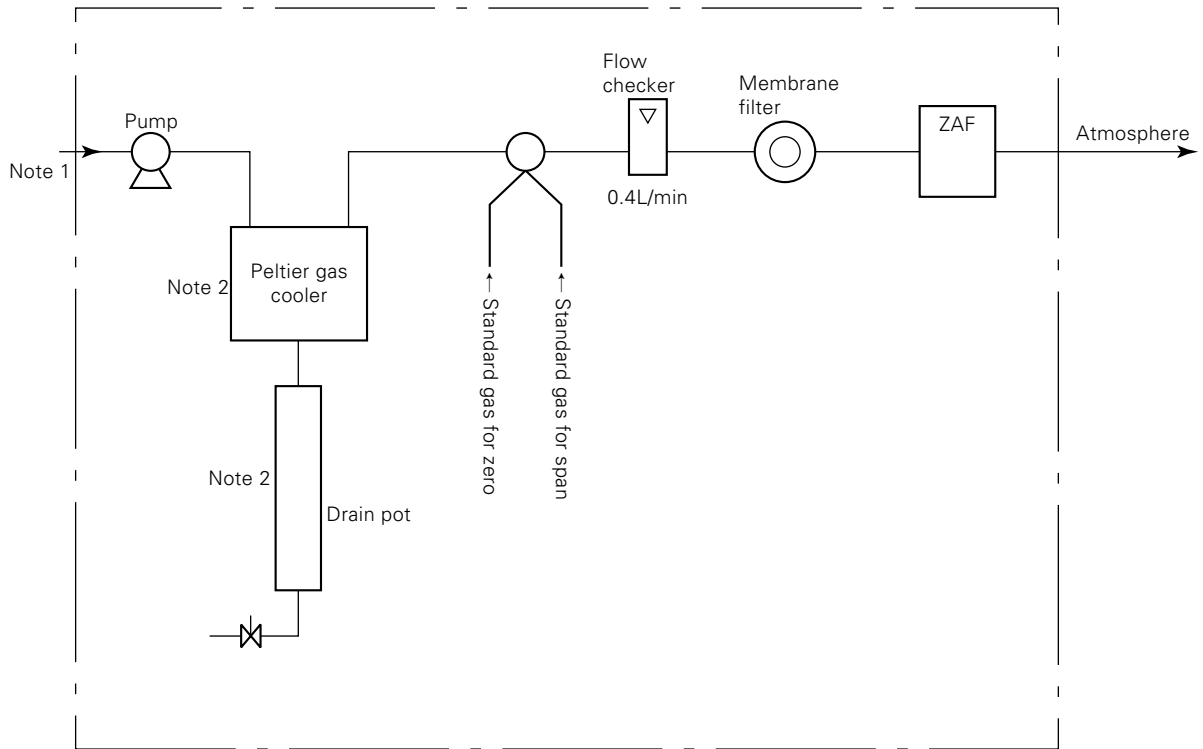 Flow
checker
Membrane
filter
Pump
ZAF
Atmosphere
Note 1
0.4L/min
Peltier gas
cooler
Note 2
←Standard gas for zero
←Standard gas for span
Note 2
Drain pot